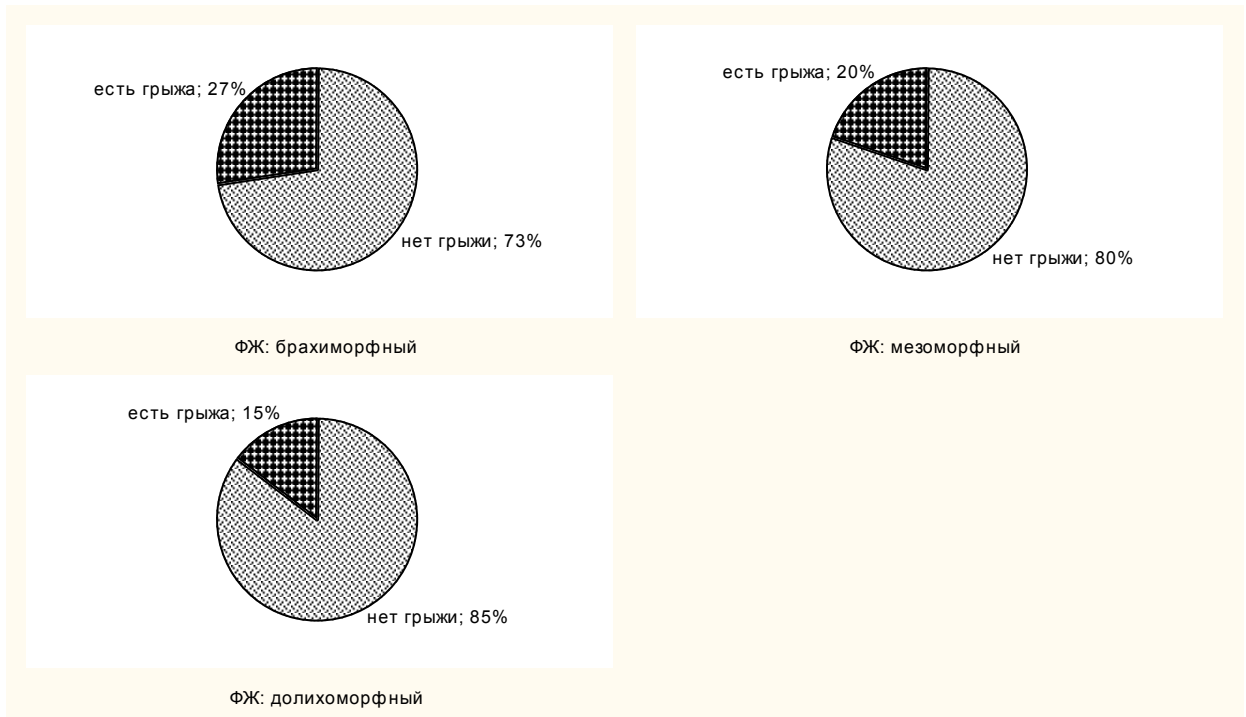 есть грыжа; 27%
нет грыжи; 73%
ФЖ: брахиморфный
есть грыжа; 20%
нет грыжи; 80%
ФЖ: мезоморфный
есть грыжа; 15%
нет грыжи; 85%
ФЖ: долихоморфный